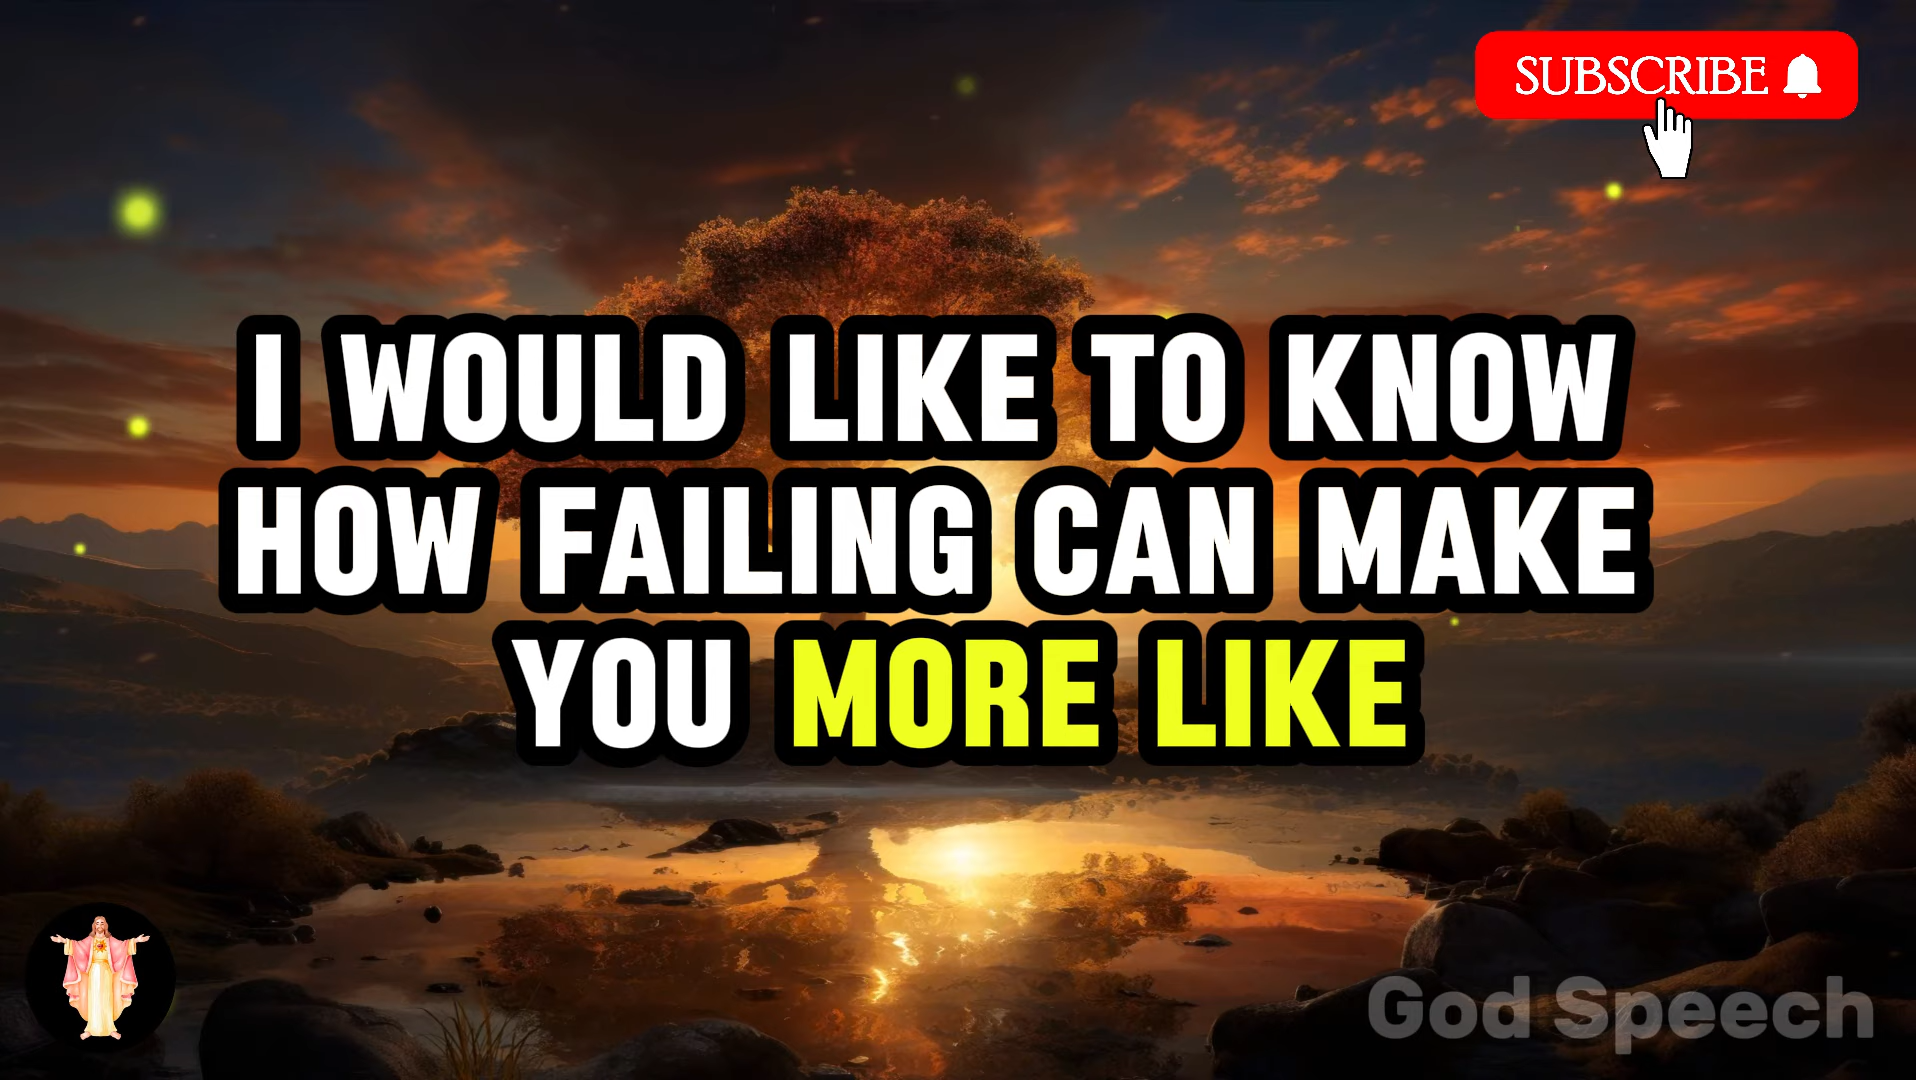 SUBSCRIBE
I WOULD LIKE TO KNOW
HOW FAILING CAN MAKE
YOU MORE LIKE
God Speech